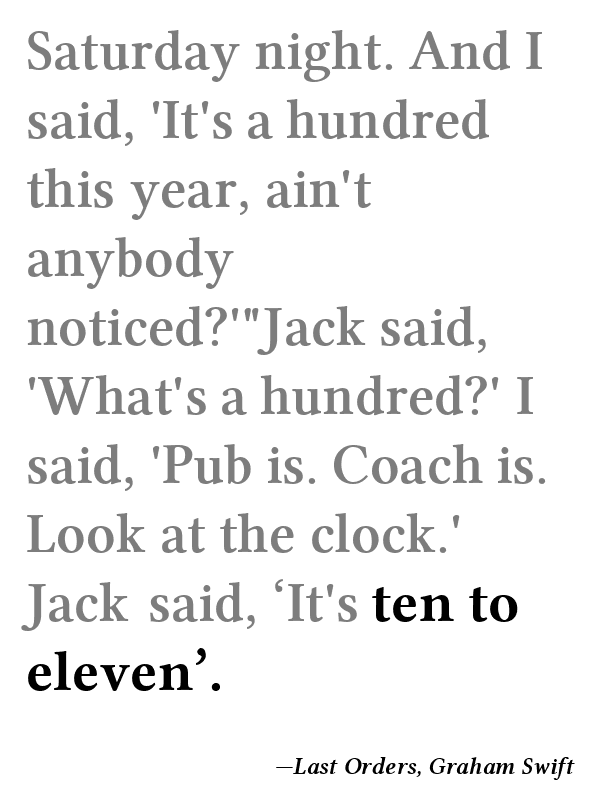 Saturday night. And I
said, 'It's a hundred
this year, ain't
anybody
noticed?'"Jack said,
'What's a hundred?' I
said, 'Pub is. Coach is.
Look at the clock.'
Jack said, ‘It's ten to
eleven’.
—Last Orders, Graham Swift